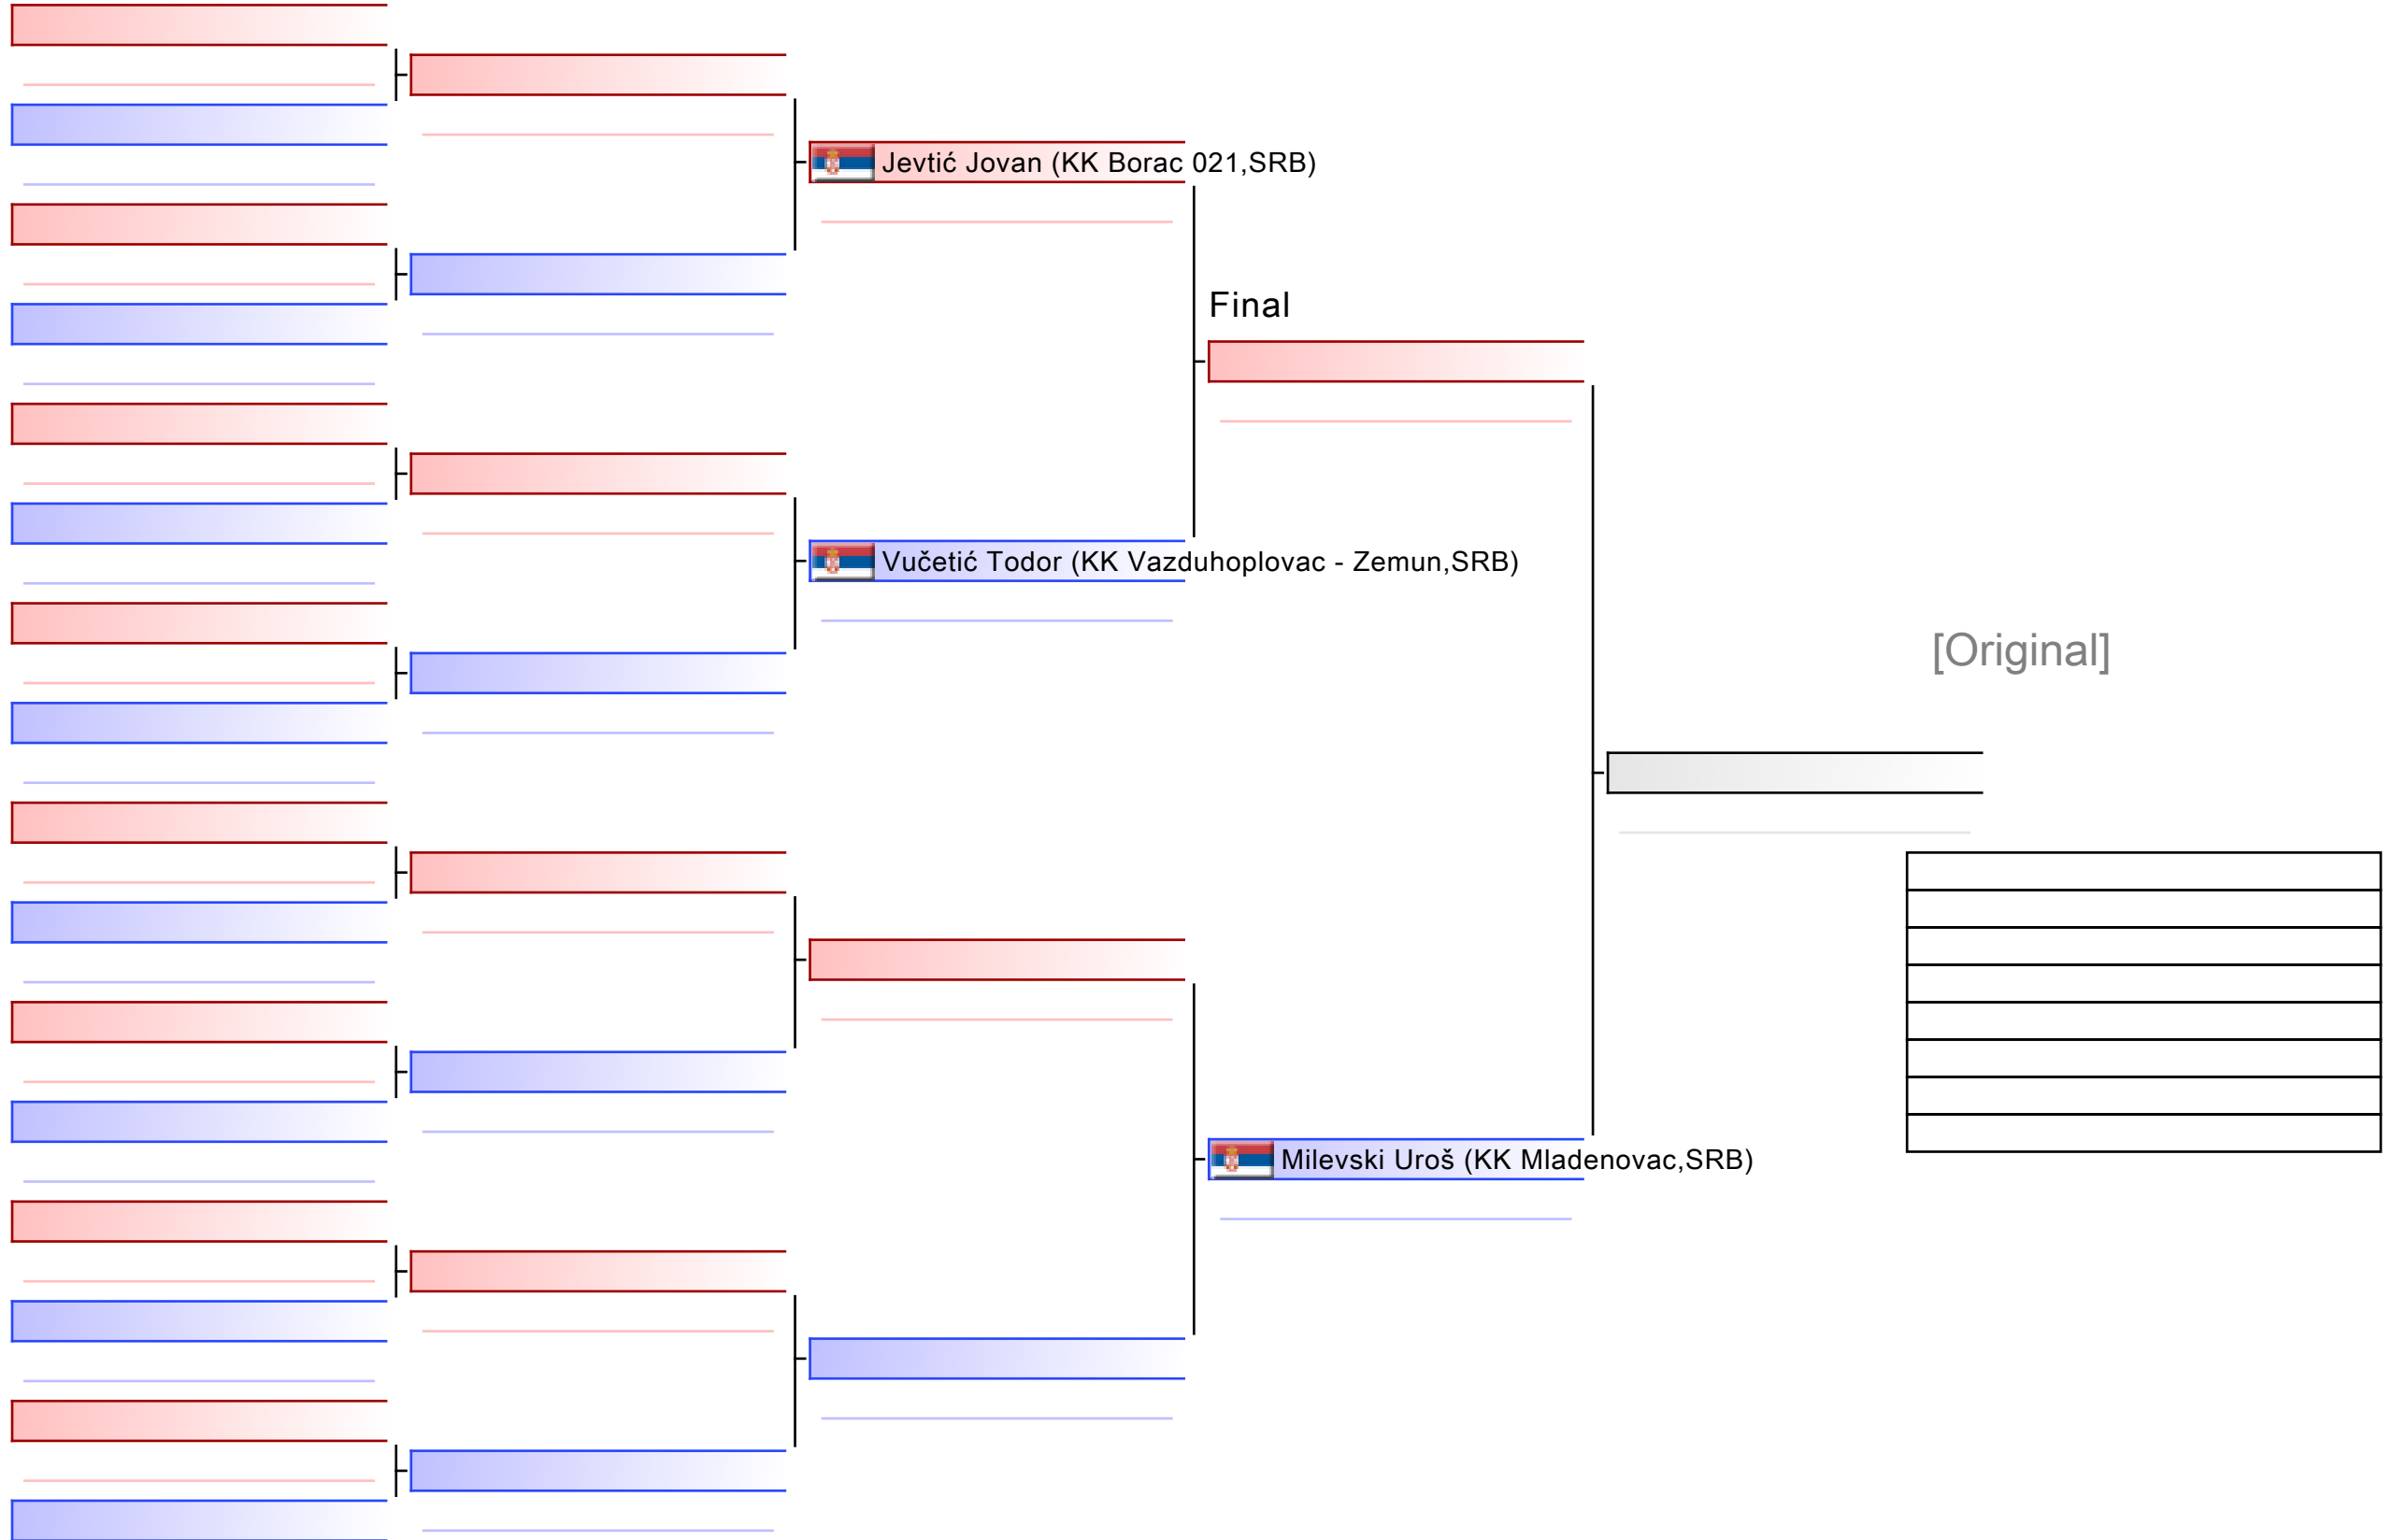 Jevtić Jovan (KK Borac 021,SRB)
Final
Vučetić Todor (KK Vazduhoplovac - Zemun,SRB)
[Original]
Milevski Uroš (KK Mladenovac,SRB)